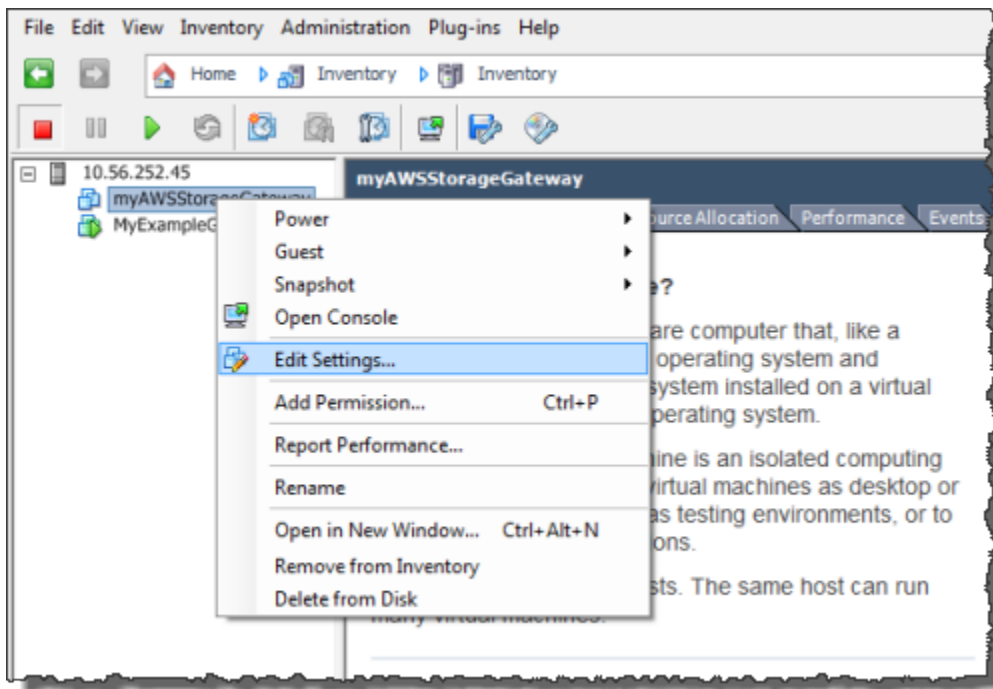 File Edit View Inventory Administration Plug-ins Help
Home Inventory Inventory
10.56.252.45
myAWSStorageGateway
MyExampleG
myAWSStorageGateway
Allocation Performance Events
Power
Guest
Snapshot
Open Console
Edit Settings...
Add Permission... Ctrl+P
Report Performance...
Rename
Open in New Window... Ctrl+Alt+N
Remove from Inventory
Delete from Disk
?
are computer that, like a
operating system and
system installed on a virtual
operating system.
is an isolated computing
virtual machines as desktop or
as testing environments, or to
ons.
sts. The same host can run
many virtual machines.